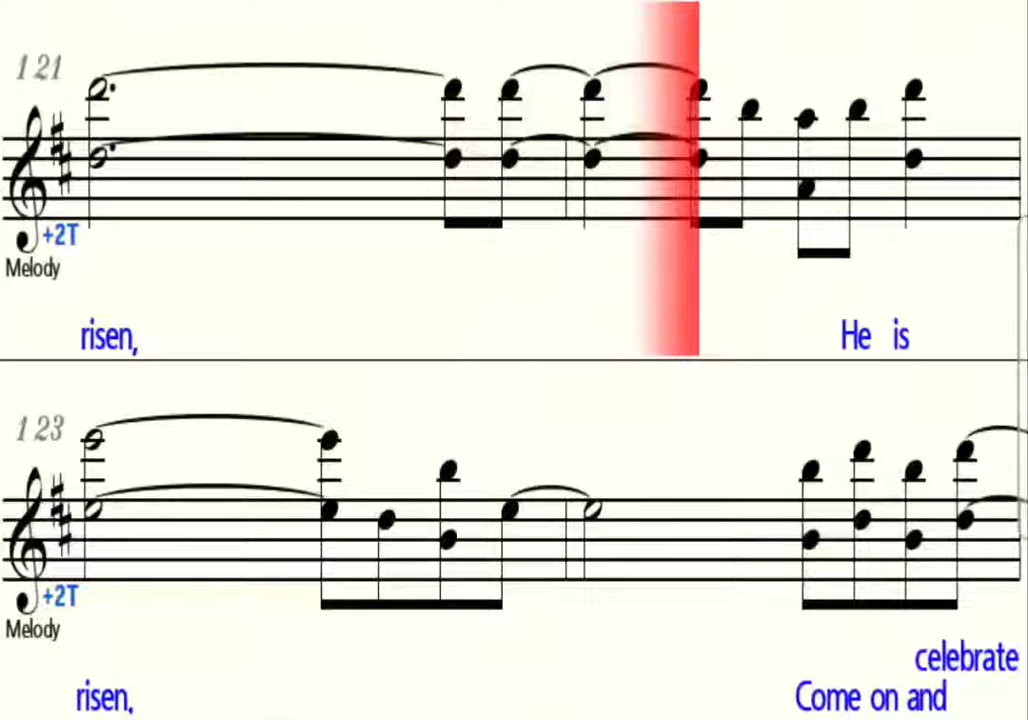 121
+2T
Melody
risen,
He is
123
+2T
Melody
celebrate
risen,
Come on and